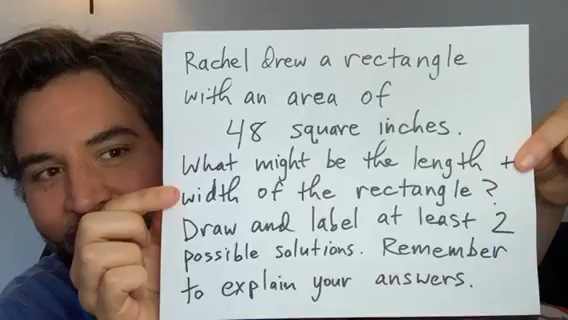 Rachel drew a rectangle
with an area of
48 square inches.
What might be the length +
width of the rectangle?
Draw and label at least 2
possible solutions. Remember
to explain your answers.